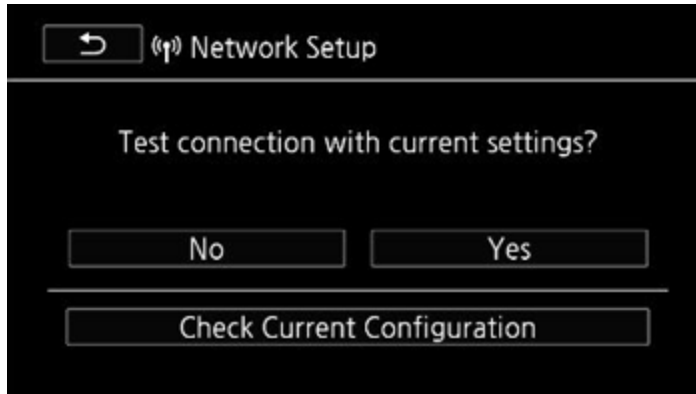 Network Setup
Test connection with current settings?
No
Yes
Check Current Configuration